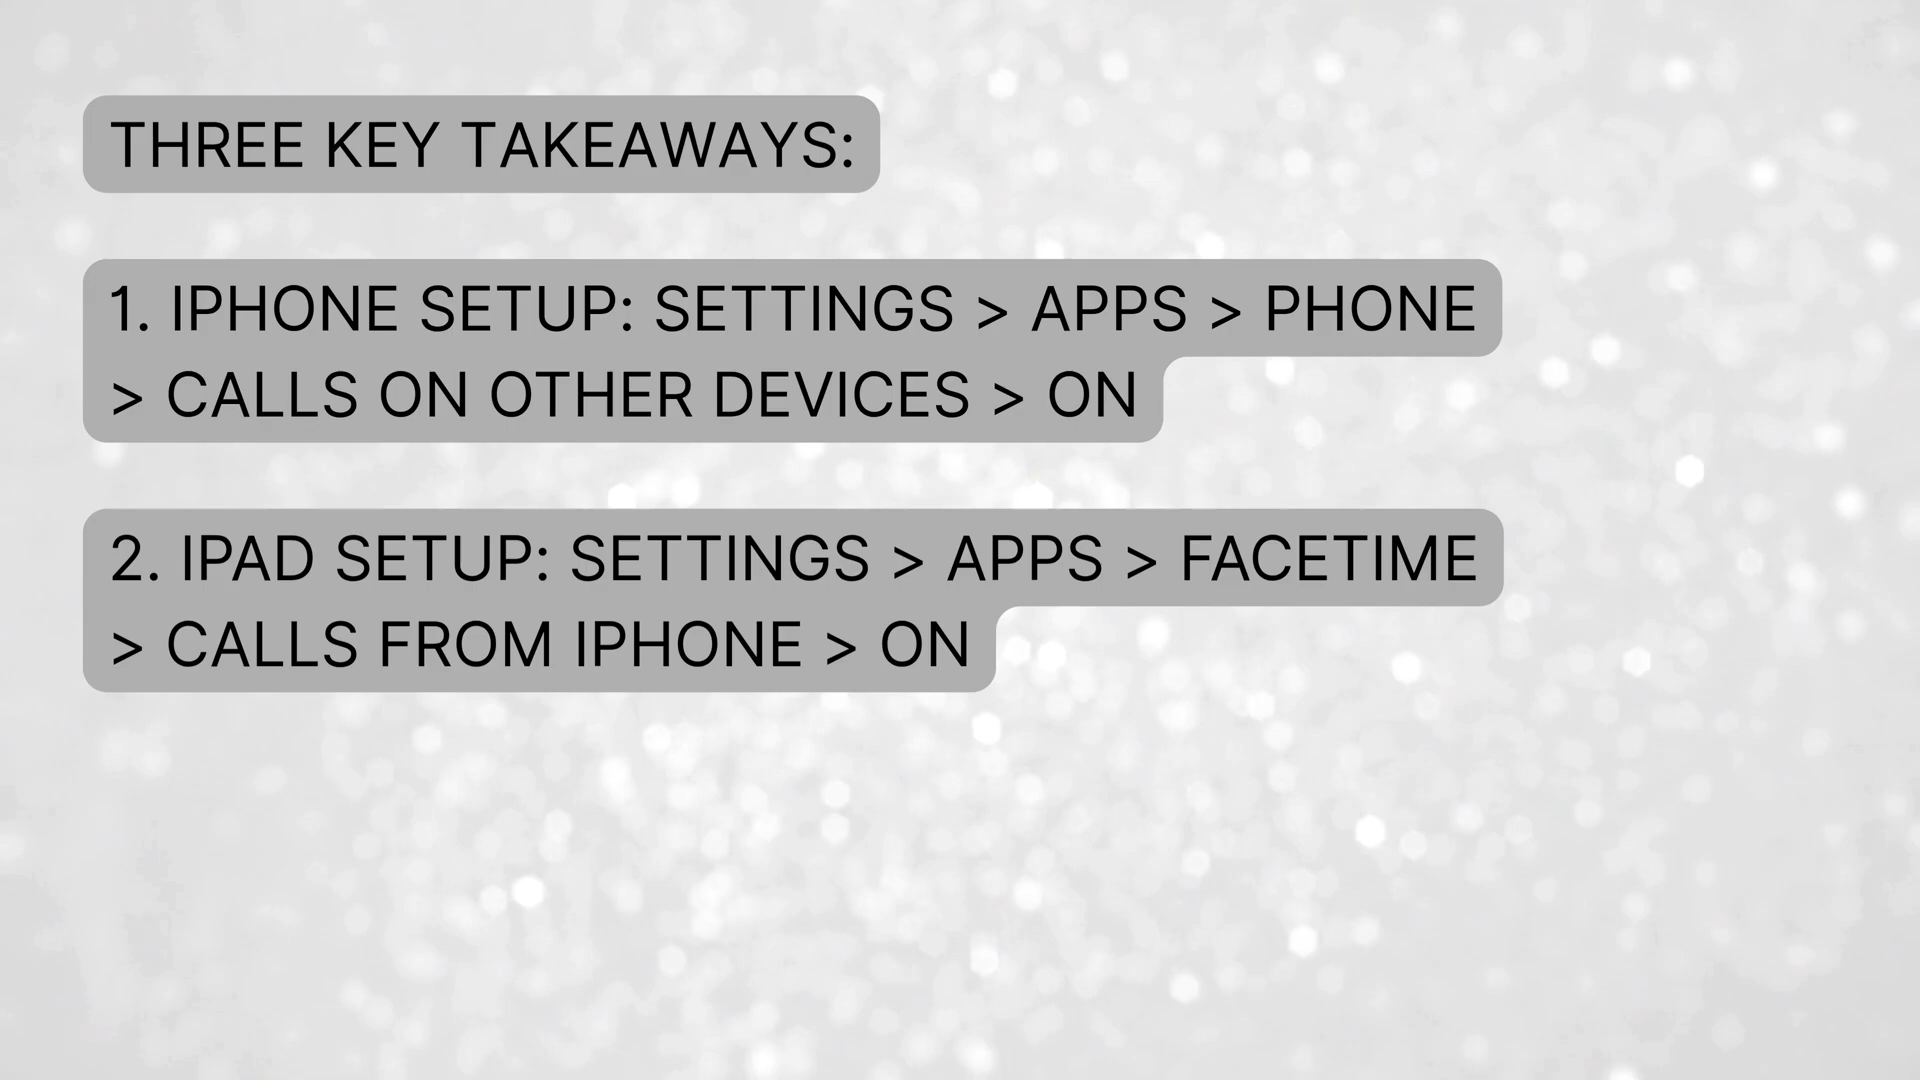 THREE KEY TAKEAWAYS:
1. IPHONE SETUP: SETTINGS > APPS > PHONE
> CALLS ON OTHER DEVICES > ON
2. IPAD SETUP: SETTINGS > APPS > FACETIME
> CALLS FROM IPHONE > ON